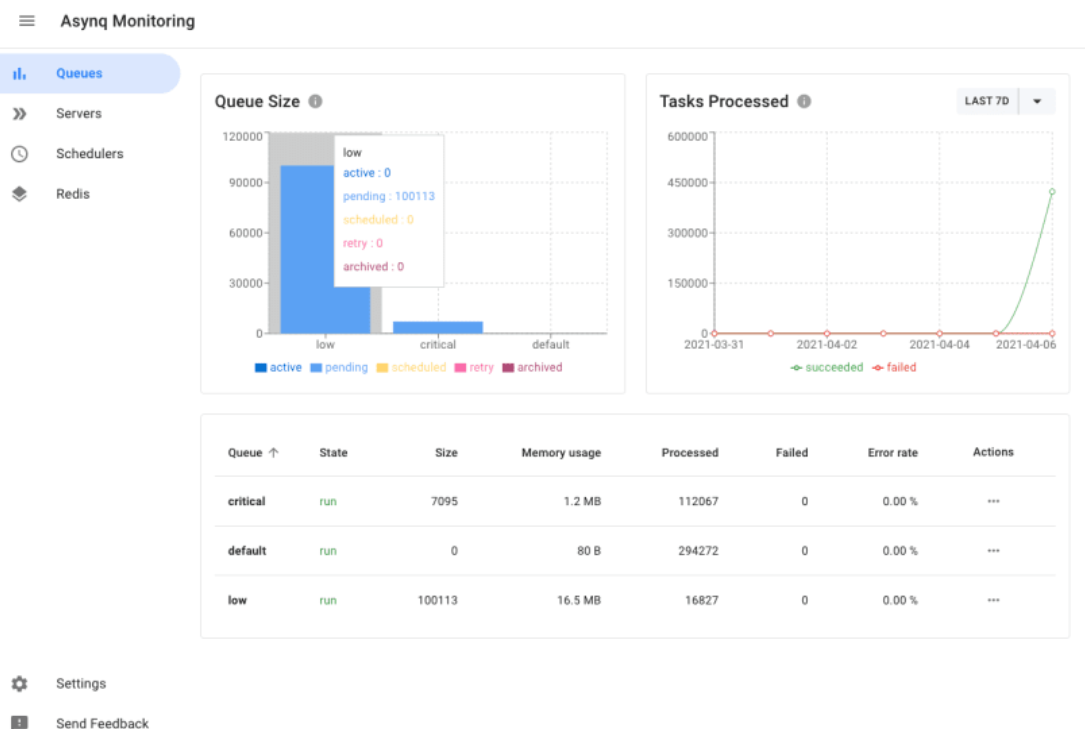 Asynq Monitoring
Queues
Servers
Schedulers
Redis
Queue Size
120000
90000
60000
30000
0
low
active : 0
pending : 100113
scheduled : 0
retry : 0
archived : 0
low critical default
active pending scheduled retry archived
Tasks Processed
LAST 7D
600000
450000
300000
150000
0
2021-03-31 2021-04-02 2021-04-04 2021-04-06
succeeded failed
Queue State Size Memory usage Processed Failed Error rate Actions
critical run 7095 1.2 MB 112067 0 0.00 %
default run 0 80 B 294272 0 0.00 %
low run 100113 16.5 MB 16827 0 0.00 %
Settings
Send Feedback